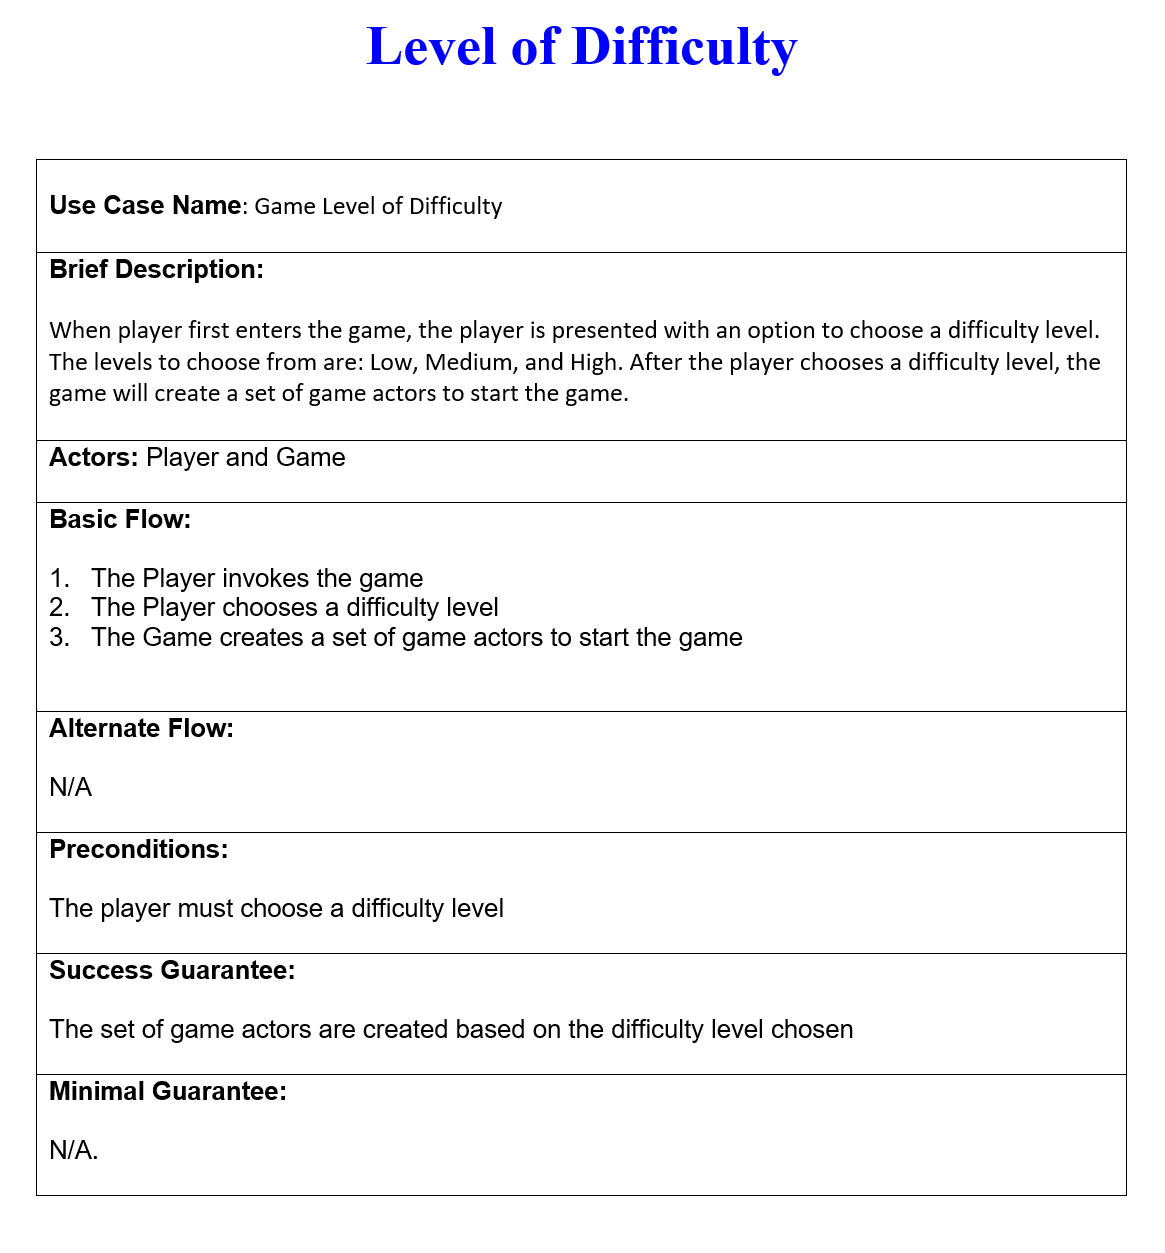 Level of Difficulty
Use Case Name: Game Level of Difficulty
Brief Description:
When player first enters the game, the player is presented with an option to choose a difficulty level.
The levels to choose from are: Low, Medium, and High. After the player chooses a difficulty level, the
game will create a set of game actors to start the game.
Actors: Player and Game
Basic Flow:
1. The Player invokes the game
2. The Player chooses a difficulty level
3. The Game creates a set of game actors to start the game
Alternate Flow:
N/A
Preconditions:
The player must choose a difficulty level
Success Guarantee:
The set of game actors are created based on the difficulty level chosen
Minimal Guarantee:
N/A.